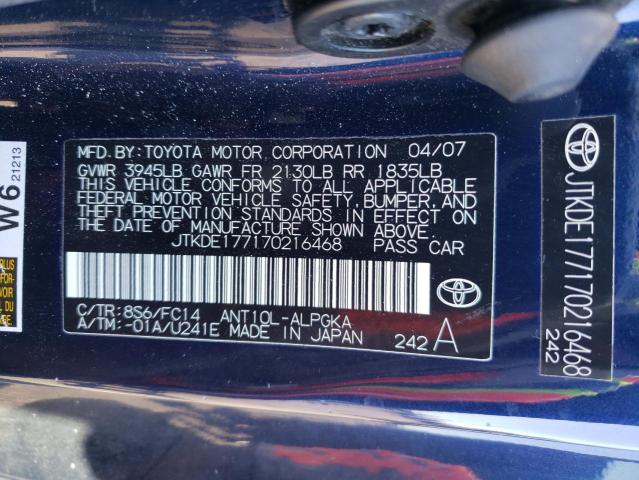 MFD. BY: TOYOTA MOTOR CORPORATION 04/07
GVWR 3945LB GAWR FR 2130LB RR 1835LB
THIS VEHICLE CONFORMS TO ALL APPLICABLE
FEDERAL MOTOR VEHICLE SAFETY, BUMPER, AND
THEFT PREVENTION STANDARDS IN EFFECT ON
THE DATE OF MANUFACTURE SHOWN ABOVE.
JTKDE177170216468 PASS CAR
C/TR: 8S6/FC14 ANT10L-ALPGKA
A/TM: -01A/U241E MADE IN JAPAN
242 A
JTKDE177170216468
242
W6
21213
PLUS